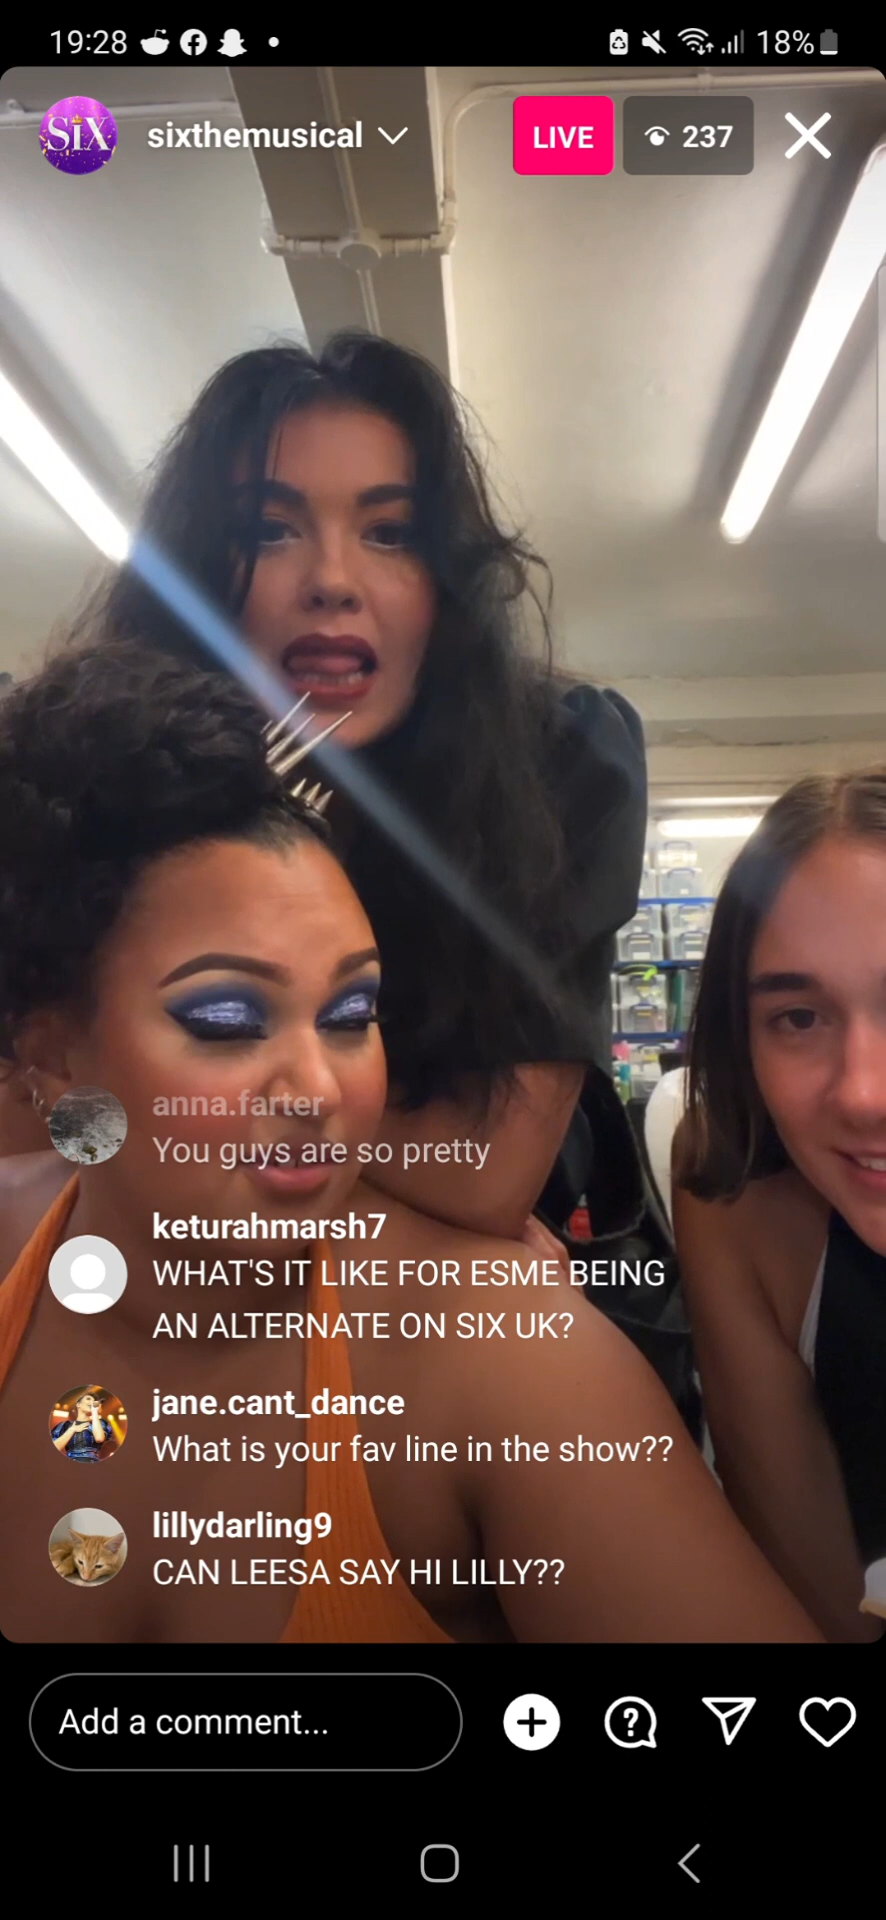 19:28
18%
SIX
sixthemusical
LIVE
237
anna.farter
You guys are so pretty
keturahmarsh7
WHAT'S IT LIKE FOR ESME BEING
AN ALTERNATE ON SIX UK?
jane.cant_dance
What is your fav line in the show??
lillydarling9
CAN LEESA SAY HI LILLY??
Add a comment...